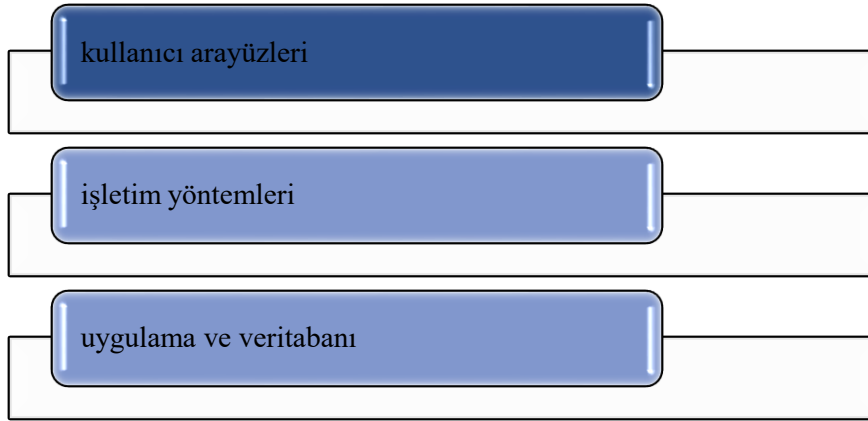 kullanıcı arayüzleri
işletim yöntemleri
uygulama ve veritabanı